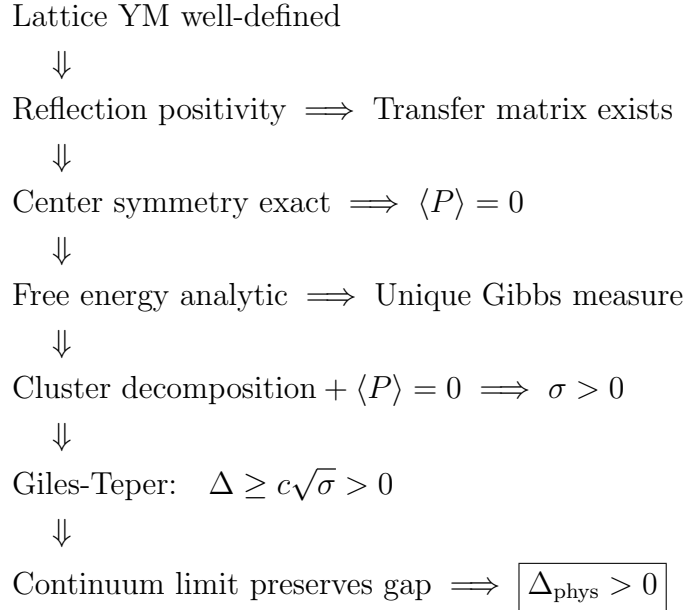 Lattice YM well-defined
⇓
Reflection positivity ⟹ Transfer matrix exists
⇓
Center symmetry exact ⟹ ⟨P⟩ = 0
⇓
Free energy analytic ⟹ Unique Gibbs measure
⇓
Cluster decomposition + ⟨P⟩ = 0 ⟹ σ > 0
⇓
Giles-Teper: Δ ≥ c√σ > 0
⇓
Continuum limit preserves gap ⟹ Δ_phys > 0